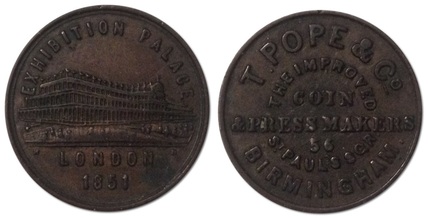 EXHIBITION PALACE.
LONDON
1851
T. POPE & Co
THE IMPROVED
COIN
& PRESS MAKERS
56
ST PAULS SQR
BIRMINGHAM.